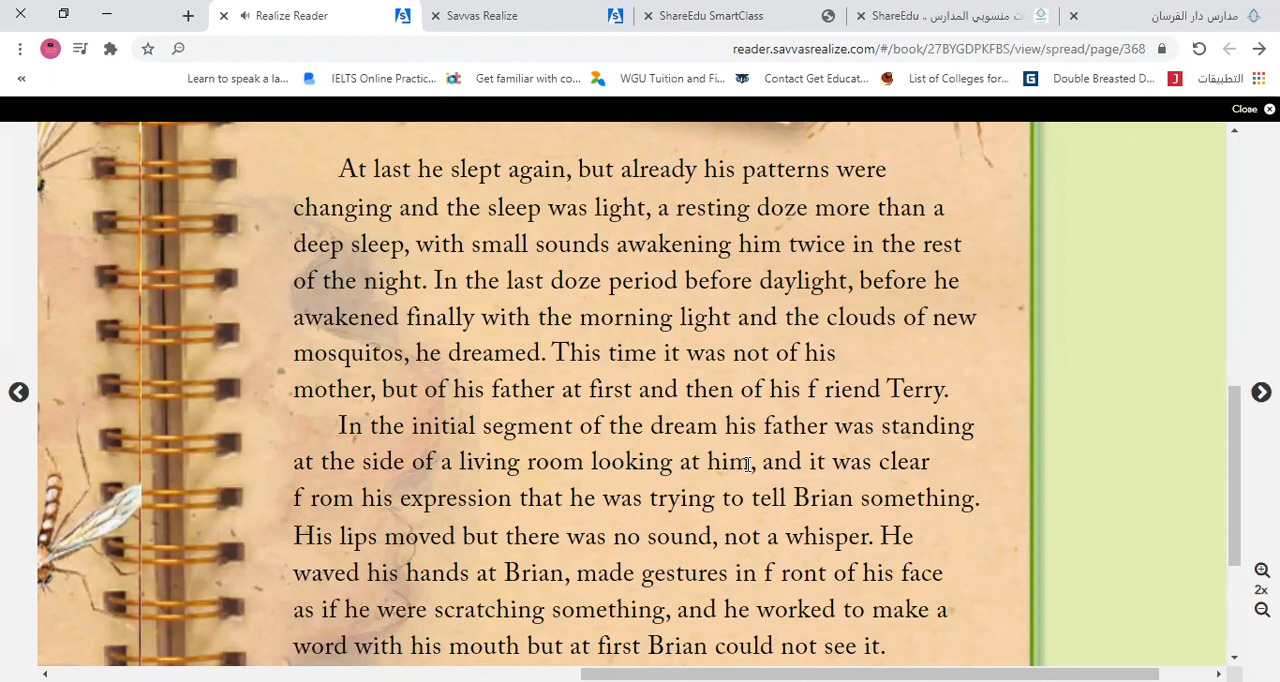 Realize Reader
Savvas Realize
ShareEdu SmartClass
ShareEdu .. منسوبي المدارس
مدارس دار الفرسان
reader.savvasrealize.com/#/book/27BYGDPKFBS/view/spread/page/368
«
Learn to speak a la...
IELTS Online Practic...
Get familiar with co...
WGU Tuition and Fi...
Contact Get Educat...
List of Colleges for...
Double Breasted D...
التطبيقات
Close
At last he slept again, but already his patterns were
changing and the sleep was light, a resting doze more than a
deep sleep, with small sounds awakening him twice in the rest
of the night. In the last doze period before daylight, before he
awakened finally with the morning light and the clouds of new
mosquitos, he dreamed. This time it was not of his
mother, but of his father at first and then of his f riend Terry.
In the initial segment of the dream his father was standing
at the side of a living room looking at him, and it was clear
f rom his expression that he was trying to tell Brian something.
His lips moved but there was no sound, not a whisper. He
waved his hands at Brian, made gestures in f ront of his face
as if he were scratching something, and he worked to make a
word with his mouth but at first Brian could not see it.
2x